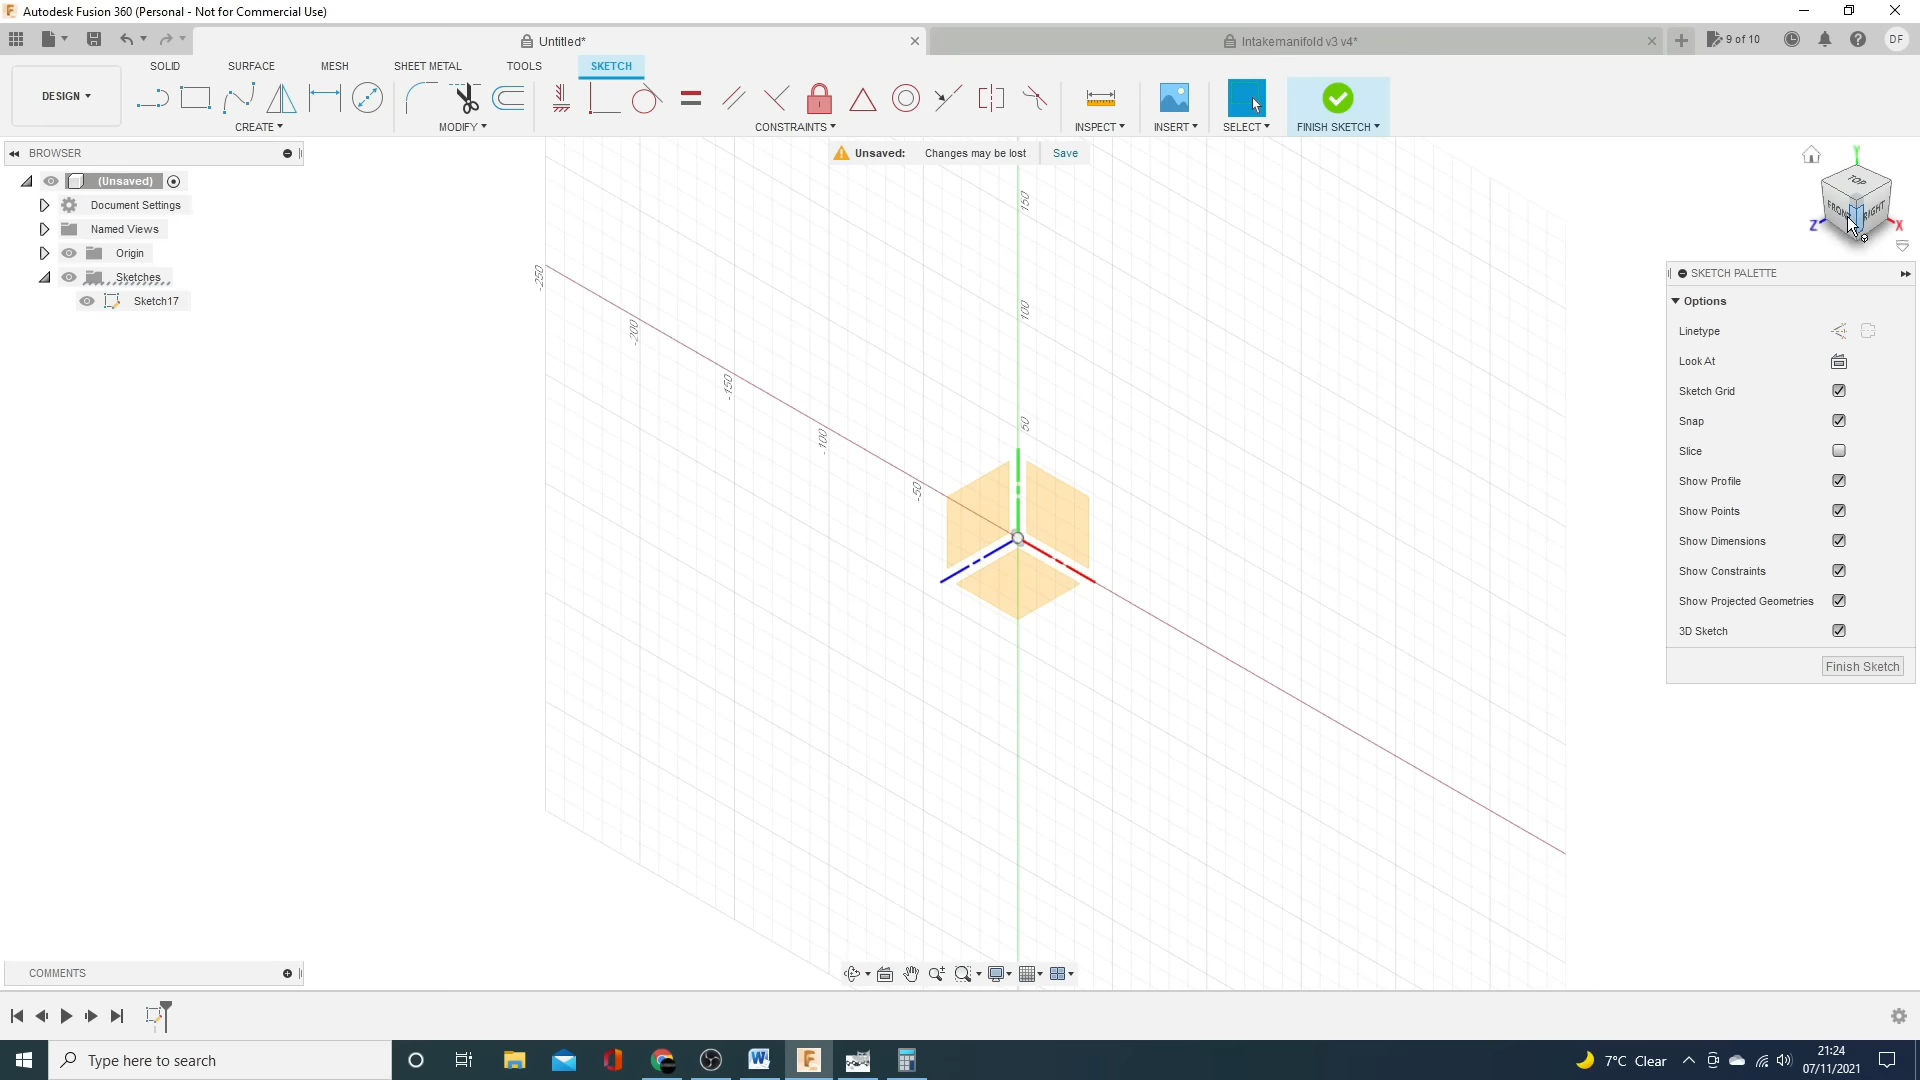 Autodesk Fusion 360 (Personal - Not for Commercial Use)
Untitled*
Intakemanifold v3 v4*
9 of 10
DF
SOLID
SURFACE
MESH
SHEET METAL
TOOLS
SKETCH
DESIGN
CREATE
MODIFY
CONSTRAINTS
INSPECT
INSERT
SELECT
FINISH SKETCH
BROWSER
Unsaved: Changes may be lost Save
(Unsaved)
Document Settings
Named Views
Origin
Sketches
Sketch17
Y
TOP
FRONT
RIGHT
Z
X
150
100
50
-250
-200
-150
-100
-50
SKETCH PALETTE
Options
Linetype
Look At
Sketch Grid
Snap
Slice
Show Profile
Show Points
Show Dimensions
Show Constraints
Show Projected Geometries
3D Sketch
Finish Sketch
COMMENTS
Type here to search
7°C Clear
21:24
07/11/2021